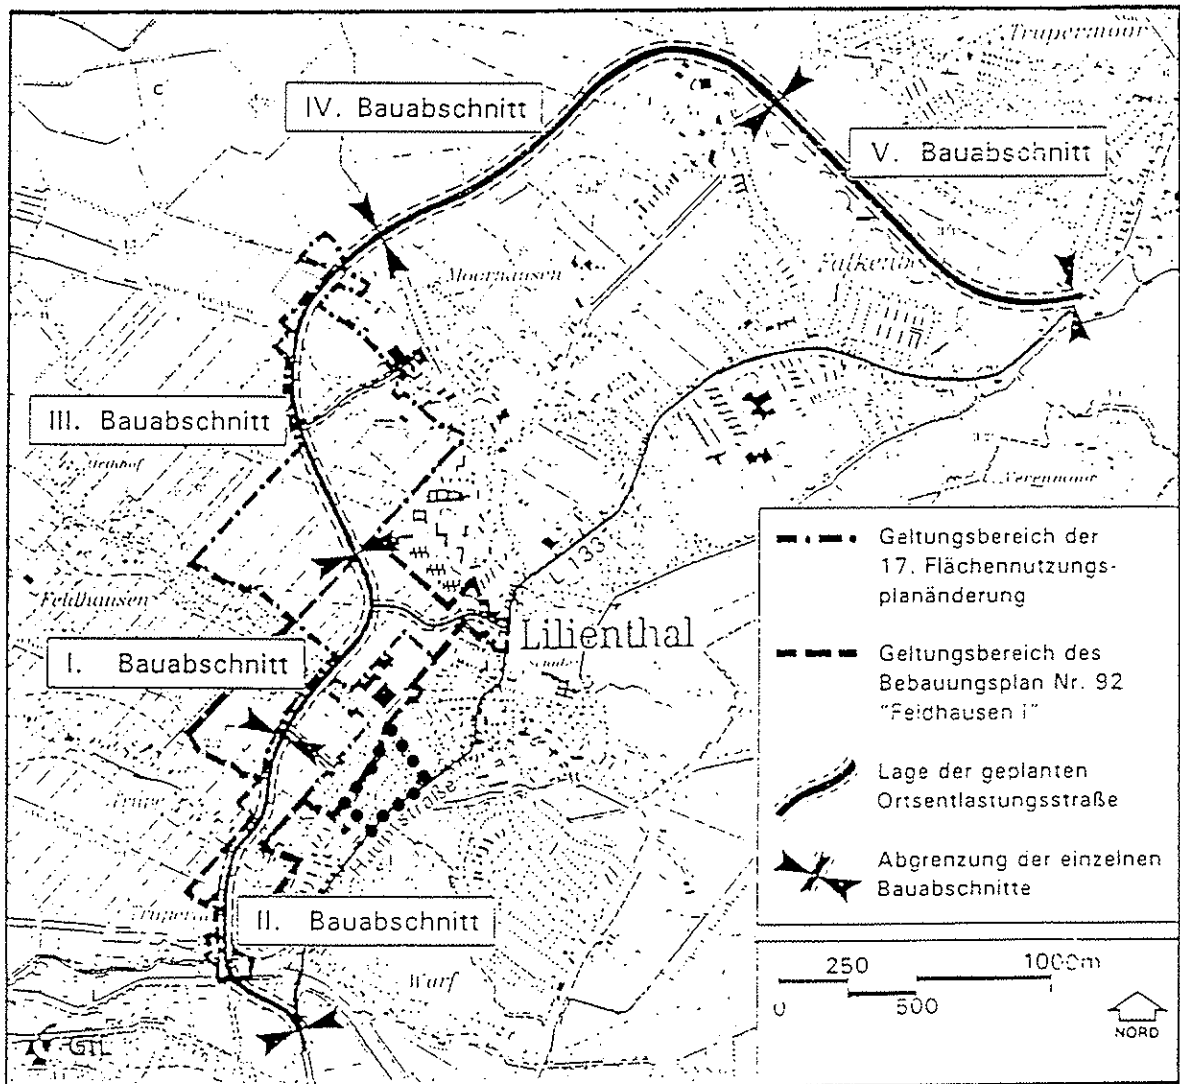 Trupermoor
IV. Bauabschnitt
V. Bauabschnitt
Moorhausen
Falkenberg
III. Bauabschnitt
L 133
Feldhausen
Lilienthal
I. Bauabschnitt
Hauptstraße
II. Bauabschnitt
Warf
GfL
Geltungsbereich der
17. Flächennutzungs-
planänderung
Geltungsbereich des
Bebauungsplan Nr. 92
"Feldhausen I"
Lage der geplanten
Ortsentlastungsstraße
Abgrenzung der einzelnen
Bauabschnitte
250 1000m
0 500
NORD